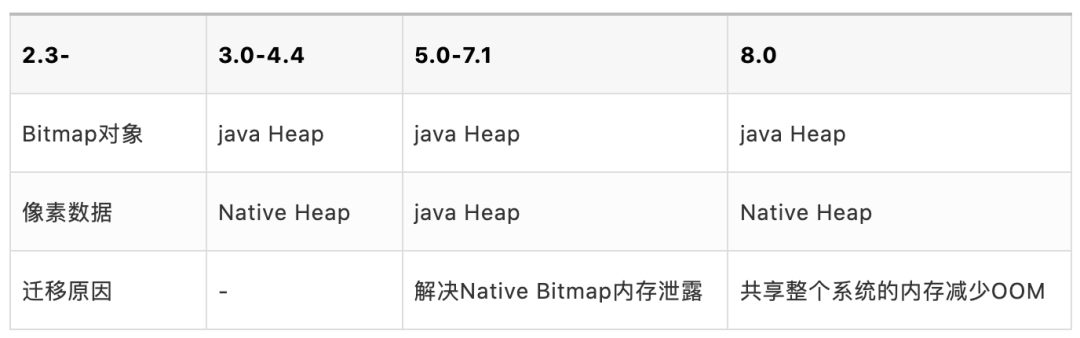 2.3- 3.0-4.4 5.0-7.1 8.0
Bitmap对象 java Heap java Heap java Heap
像素数据 Native Heap java Heap Native Heap
迁移原因 - 解决Native Bitmap内存泄露 共享整个系统的内存减少OOM